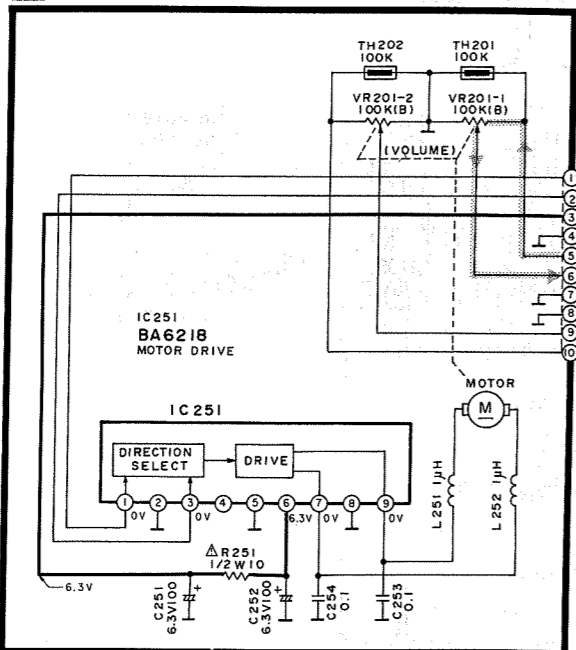 TH202
100K
TH201
100K
VR201-2
100K(B)
VR201-1
100K(B)
(VOLUME)
1
2
3
4
5
6
7
8
9
10
IC251
BA6218
MOTOR DRIVE
MOTOR
M
IC251
DIRECTION
SELECT
DRIVE
1
2
3
4
5
6
7
8
9
0V
0V
6.3V
0V
0V
L251 1μH
L252 1μH
⚠R251
1/2W10
6.3V
+
C251
6.3V100
+
C252
6.3V100
C254
0.1
C253
0.1